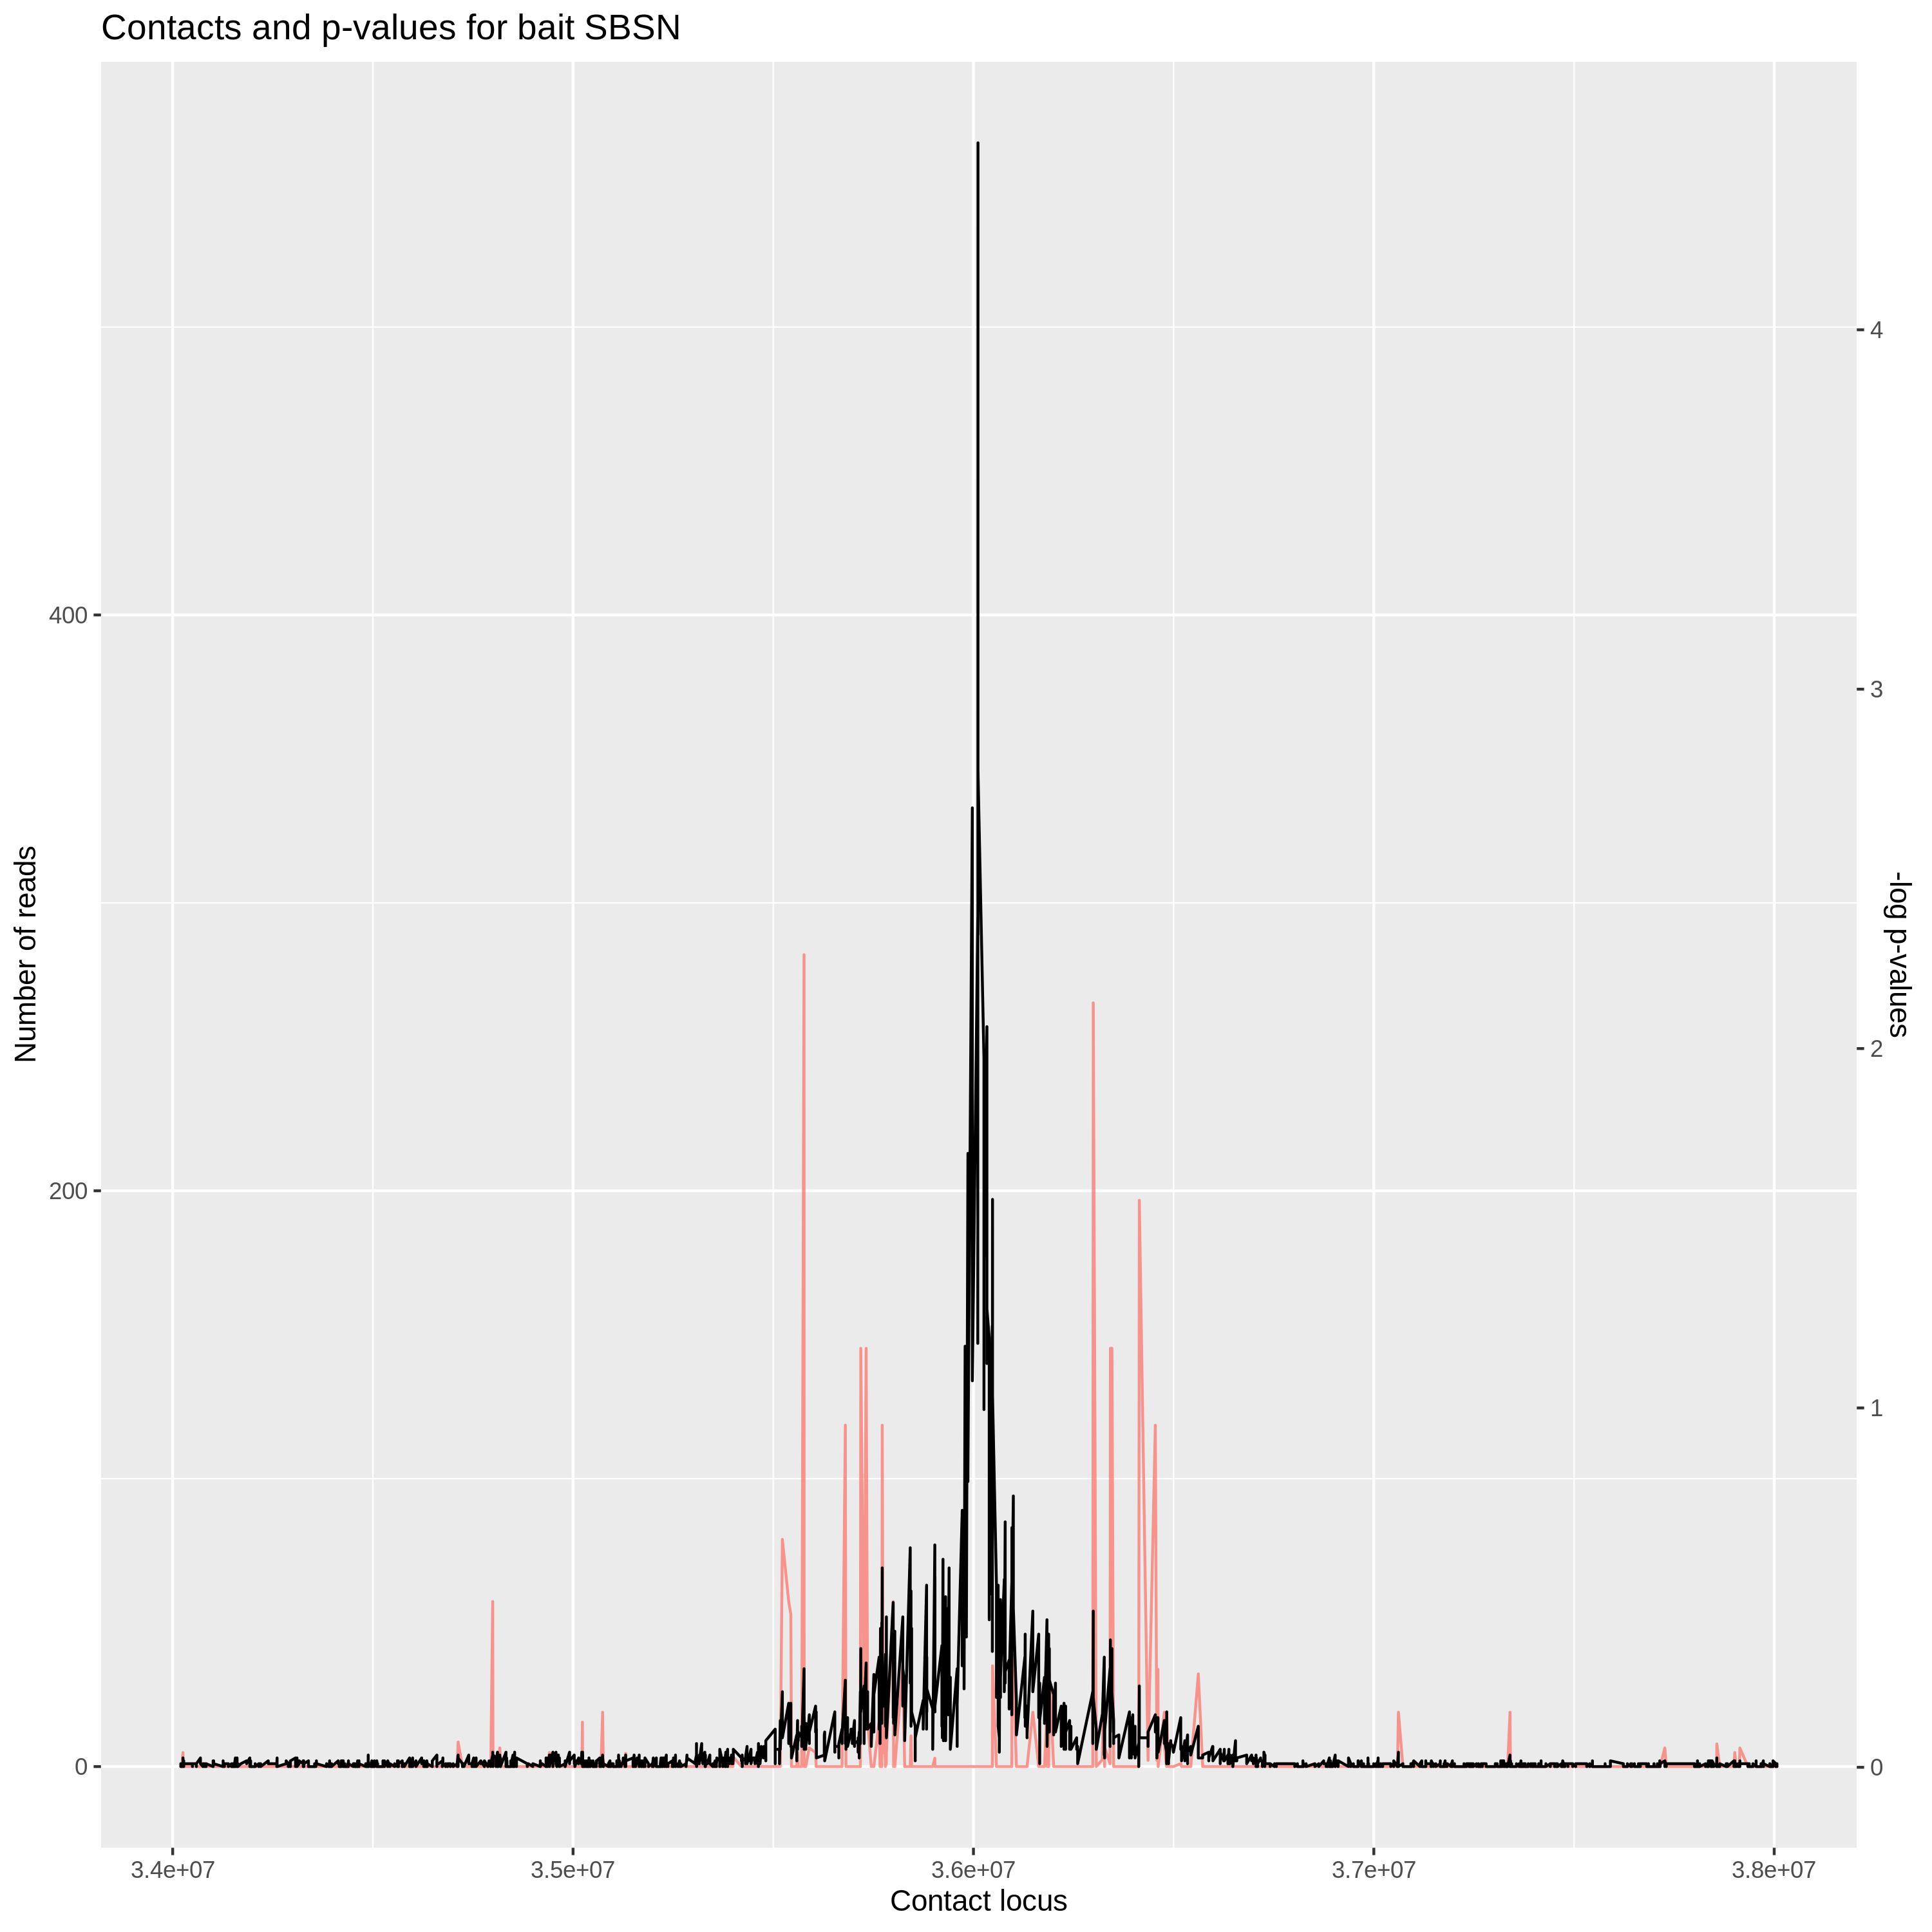 Contacts and p-values for bait SBSN
Number of reads
400
200
0
4
3
2
1
0
-log p-values
3.4e+07 3.5e+07 3.6e+07 3.7e+07 3.8e+07
Contact locus